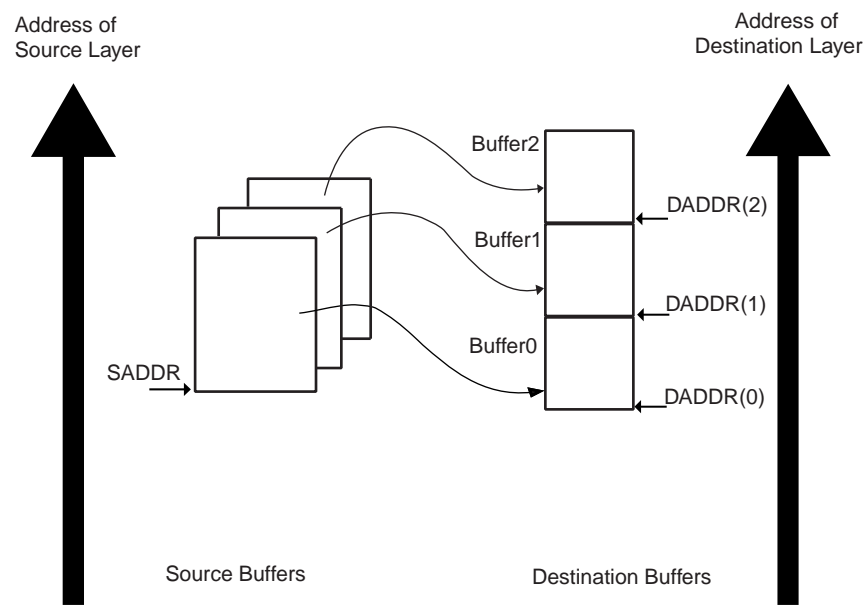 Address of
Source Layer
Address of
Destination Layer
Buffer2
DADDR(2)
Buffer1
DADDR(1)
Buffer0
SADDR
DADDR(0)
Source Buffers
Destination Buffers